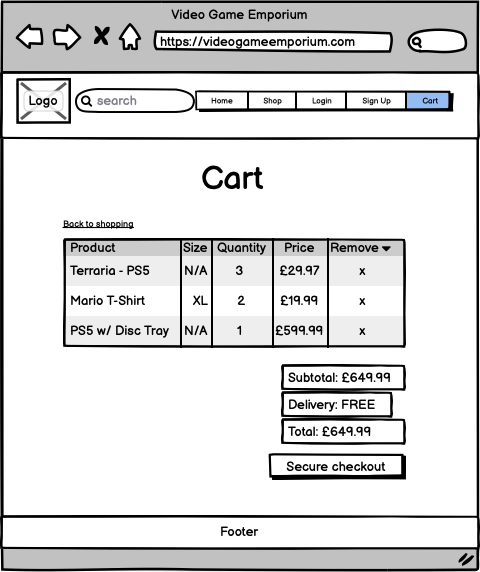 Video Game Emporium
https://videogameemporium.com
Logo
search
Home Shop Login Sign Up Cart
Cart
Back to shopping
Product Size Quantity Price Remove
Terraria - PS5 N/A 3 £29.97 x
Mario T-Shirt XL 2 £19.99 x
PS5 w/ Disc Tray N/A 1 £599.99 x
Subtotal: £649.99
Delivery: FREE
Total: £649.99
Secure checkout
Footer